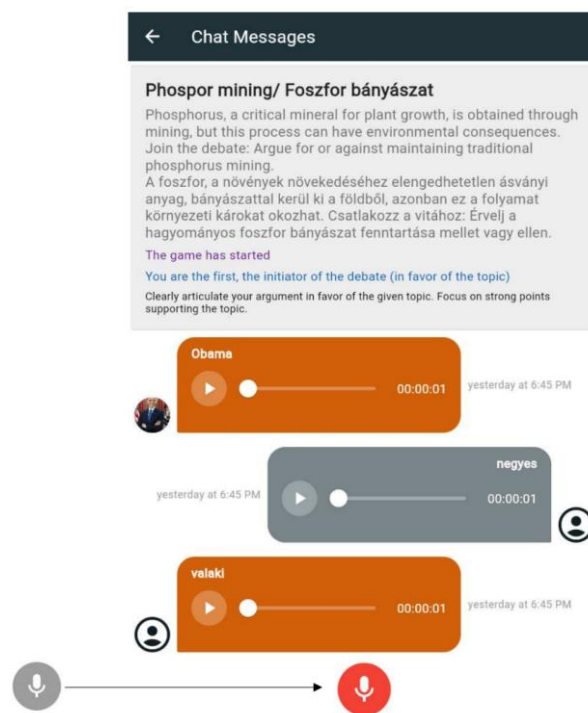 Chat Messages
Phospor mining/ Foszfor bányászat
Phosphorus, a critical mineral for plant growth, is obtained through
mining, but this process can have environmental consequences.
Join the debate: Argue for or against maintaining traditional
phosphorus mining.
A foszfor, a növények növekedéséhez elengedhetetlen ásványi
anyag, bányászattal kerül ki a földből, azonban ez a folyamat
környezeti károkat okozhat. Csatlakozz a vitához: Érvelj a
hagyományos foszfor bányászat fenntartása mellet vagy ellen.
The game has started
You are the first, the initiator of the debate (in favor of the topic)
Clearly articulate your argument in favor of the given topic. Focus on strong points
supporting the topic.
Obama
00:00:01 yesterday at 6:45 PM
negyes
yesterday at 6:45 PM 00:00:01
valaki
00:00:01 yesterday at 6:45 PM